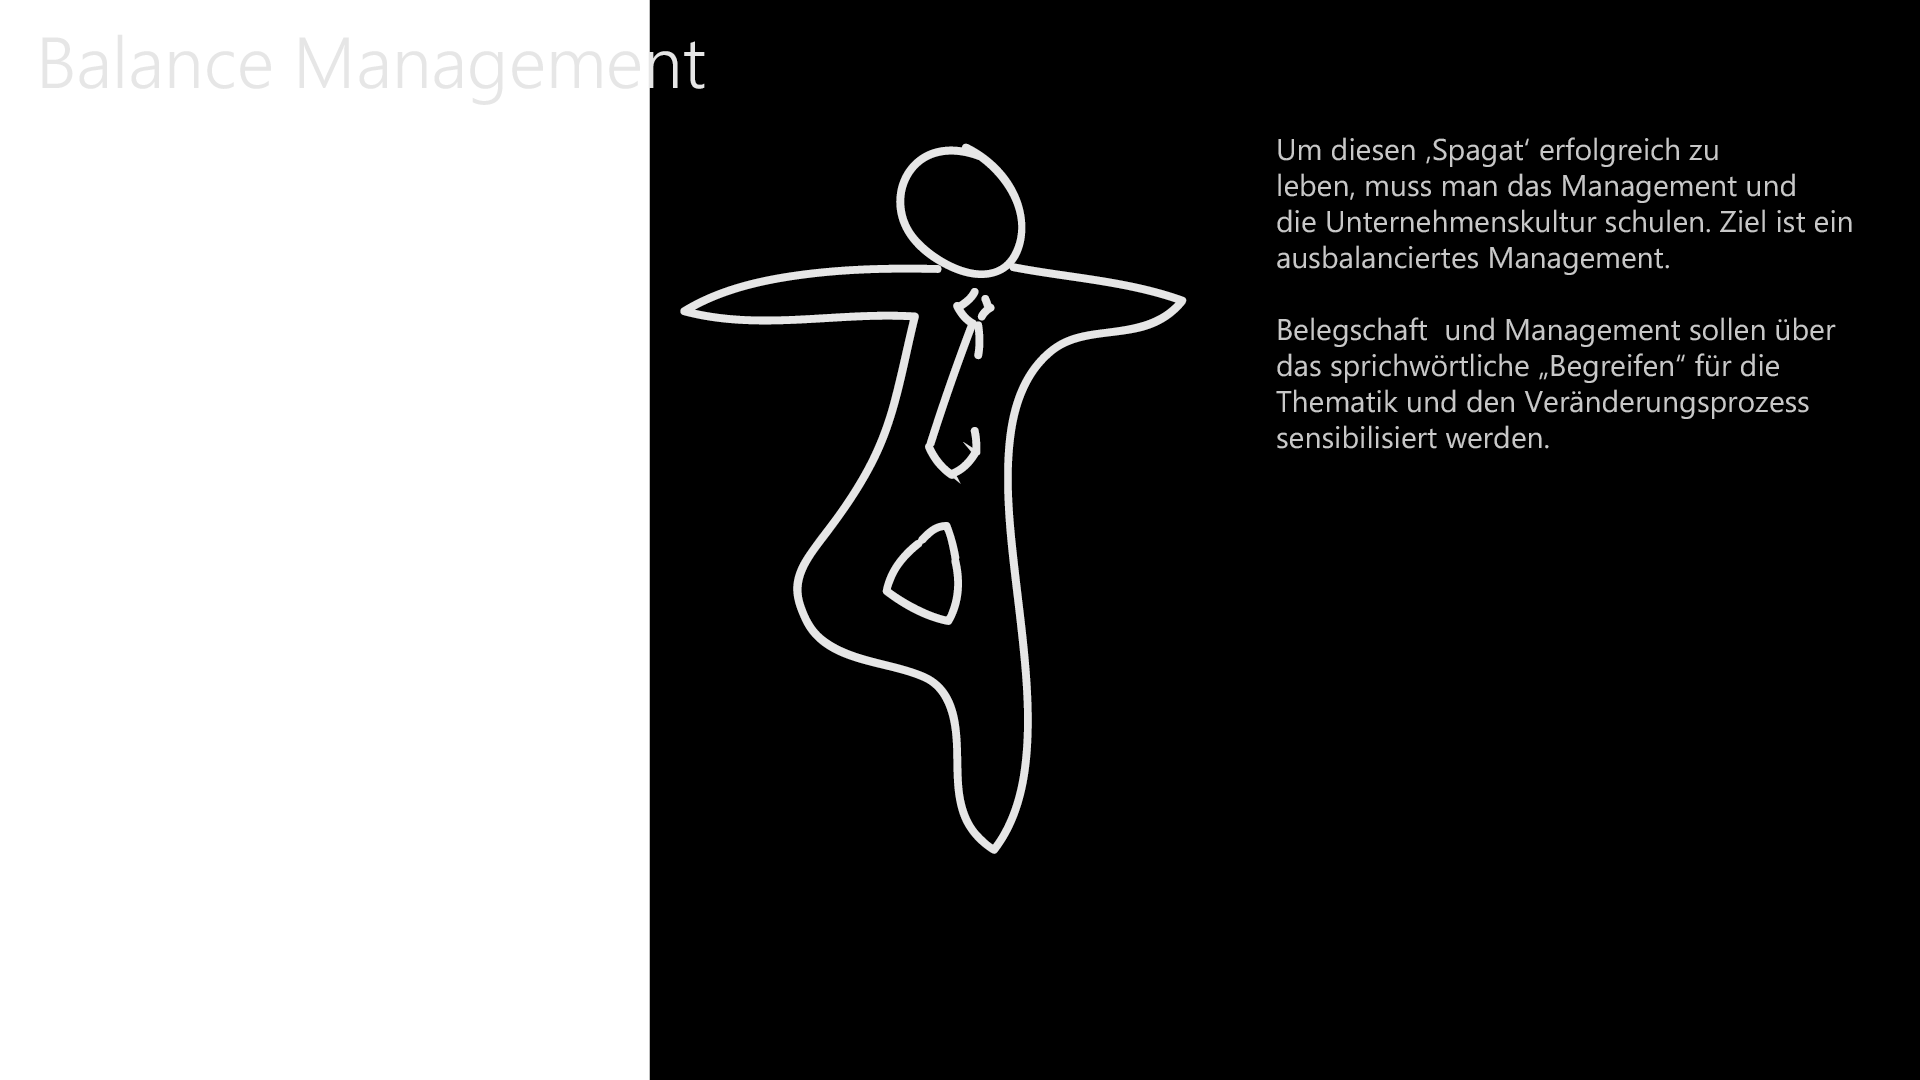 Balance Management
Um diesen ‚Spagat‘ erfolgreich zu
leben, muss man das Management und
die Unternehmenskultur schulen. Ziel ist ein
ausbalanciertes Management.
Belegschaft  und Management sollen über
das sprichwörtliche „Begreifen“ für die
Thematik und den Veränderungsprozess
sensibilisiert werden.